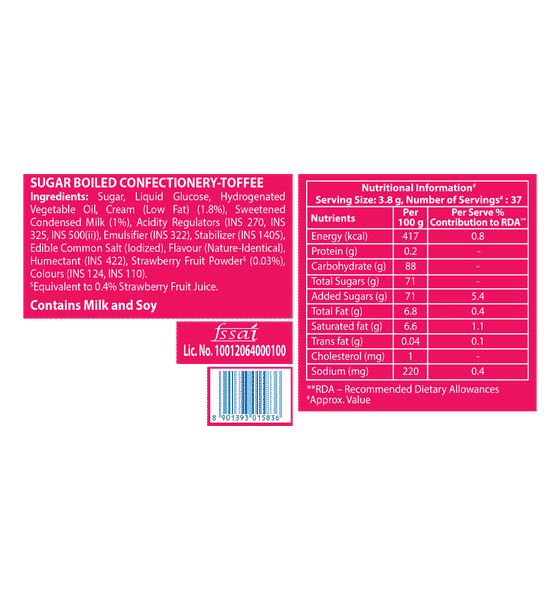 SUGAR BOILED CONFECTIONERY-TOFFEE
Ingredients: Sugar, Liquid Glucose, Hydrogenated
Vegetable Oil, Cream (Low Fat) (1.8%), Sweetened
Condensed Milk (1%), Acidity Regulators (INS 270, INS
325, INS 500(ii)), Emulsifier (INS 322), Stabilizer (INS 1405),
Edible Common Salt (Iodized), Flavour (Nature-Identical),
Humectant (INS 422), Strawberry Fruit Powder$ (0.03%),
Colours (INS 124, INS 110).
$Equivalent to 0.4% Strawberry Fruit Juice.
Contains Milk and Soy
fssai
Lic. No. 10012064000100
8 901393 015836
Nutritional Information#
Serving Size: 3.8 g, Number of Servings# : 37
Nutrients Per 100 g Per Serve % Contribution to RDA**
Energy (kcal) 417 0.8
Protein (g) 0.2 -
Carbohydrate (g) 88 -
Total Sugars (g) 71 -
Added Sugars (g) 71 5.4
Total Fat (g) 6.8 0.4
Saturated fat (g) 6.6 1.1
Trans fat (g) 0.04 0.1
Cholesterol (mg) 1 -
Sodium (mg) 220 0.4
**RDA – Recommended Dietary Allowances
#Approx. Value